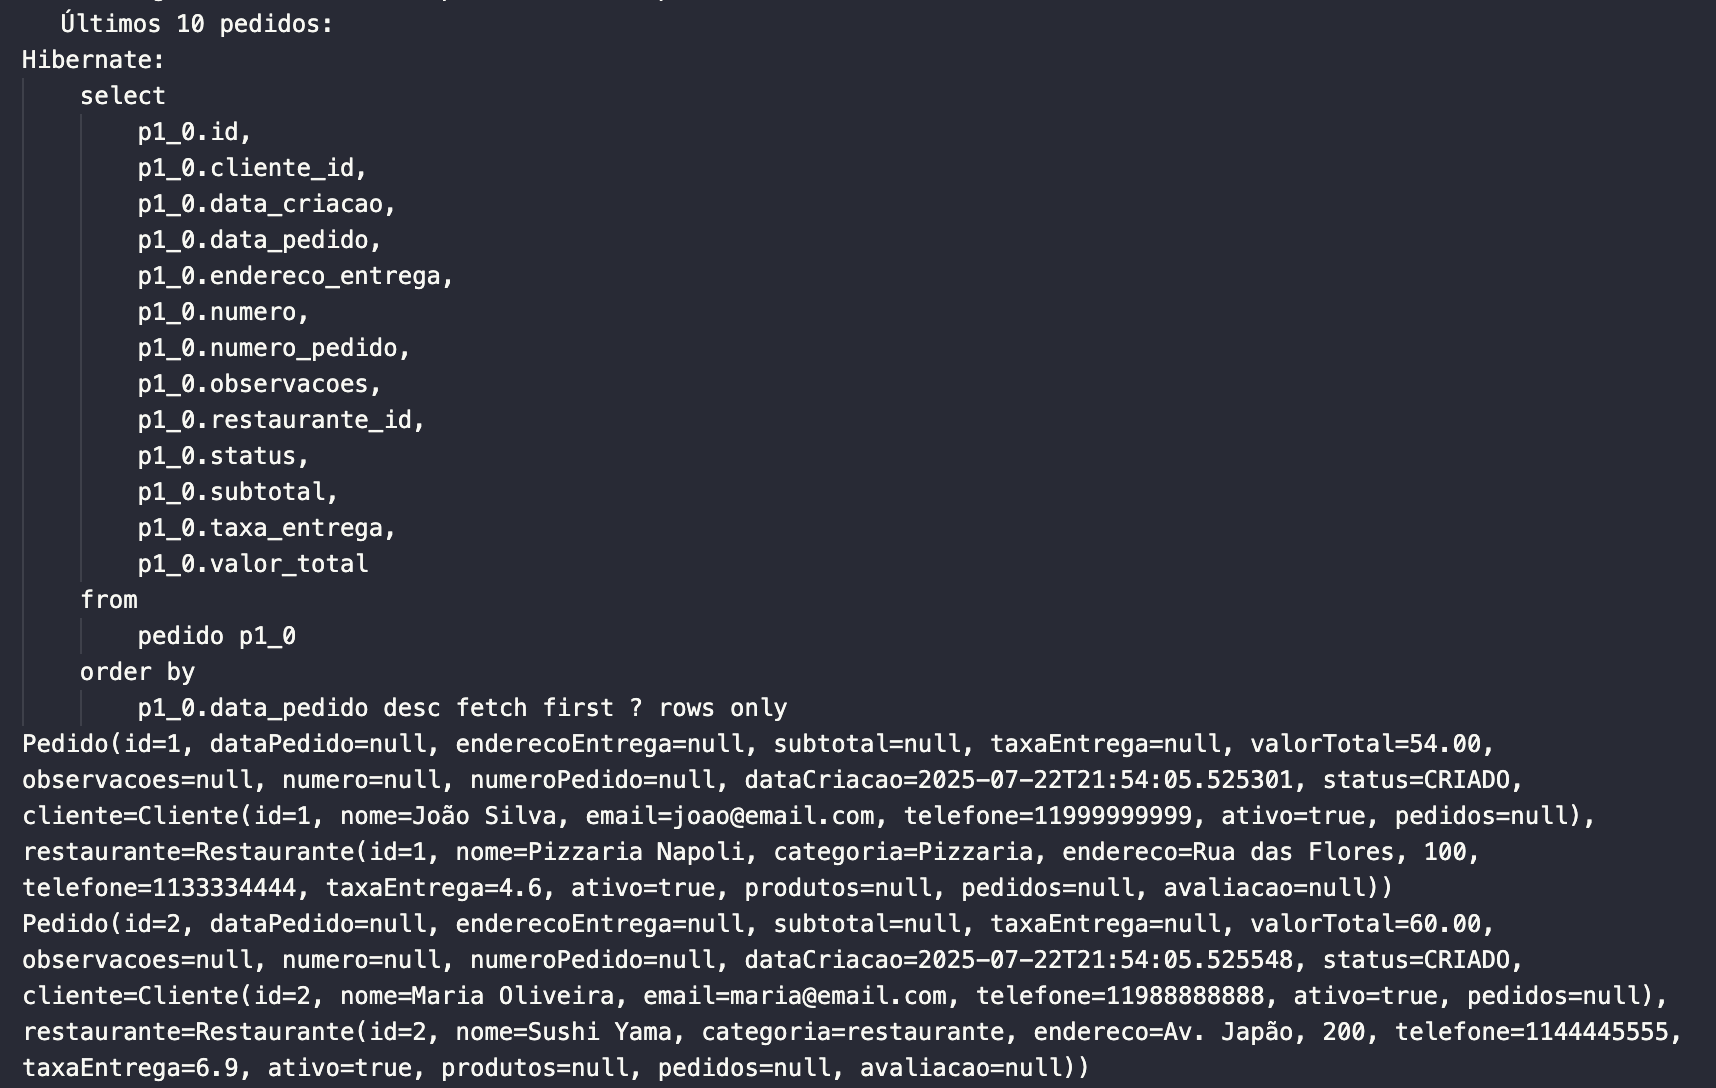 Últimos 10 pedidos:
Hibernate:
select
p1_0.id,
p1_0.cliente_id,
p1_0.data_criacao,
p1_0.data_pedido,
p1_0.endereco_entrega,
p1_0.numero,
p1_0.numero_pedido,
p1_0.observacoes,
p1_0.restaurante_id,
p1_0.status,
p1_0.subtotal,
p1_0.taxa_entrega,
p1_0.valor_total
from
pedido p1_0
order by
p1_0.data_pedido desc fetch first ? rows only
Pedido(id=1, dataPedido=null, enderecoEntrega=null, subtotal=null, taxaEntrega=null, valorTotal=54.00,
observacoes=null, numero=null, numeroPedido=null, dataCriacao=2025-07-22T21:54:05.525301, status=CRIADO,
cliente=Cliente(id=1, nome=João Silva, email=joao@email.com, telefone=11999999999, ativo=true, pedidos=null),
restaurante=Restaurante(id=1, nome=Pizzaria Napoli, categoria=Pizzaria, endereco=Rua das Flores, 100,
telefone=1133334444, taxaEntrega=4.6, ativo=true, produtos=null, pedidos=null, avaliacao=null))
Pedido(id=2, dataPedido=null, enderecoEntrega=null, subtotal=null, taxaEntrega=null, valorTotal=60.00,
observacoes=null, numero=null, numeroPedido=null, dataCriacao=2025-07-22T21:54:05.525548, status=CRIADO,
cliente=Cliente(id=2, nome=Maria Oliveira, email=maria@email.com, telefone=11988888888, ativo=true, pedidos=null),
restaurante=Restaurante(id=2, nome=Sushi Yama, categoria=restaurante, endereco=Av. Japão, 200, telefone=1144445555,
taxaEntrega=6.9, ativo=true, produtos=null, pedidos=null, avaliacao=null))